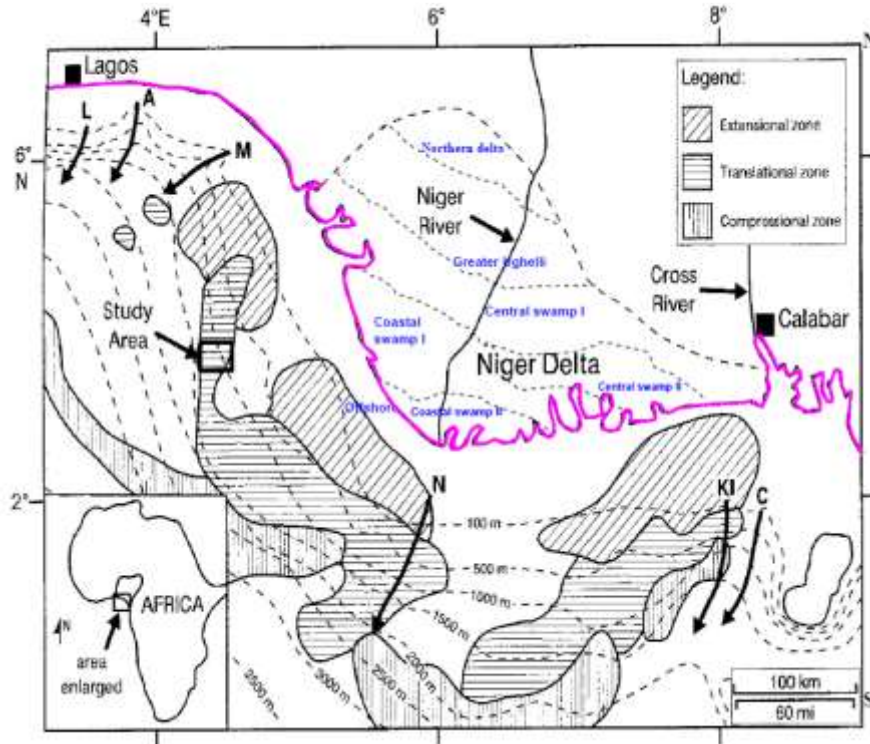 4°E
6°
8°
N
Lagos
L
A
M
6°
N
Legend:
Extensional zone
Translational zone
Comprossional zone
Northern delta
Niger
River
Greater Ughelli
Cross
River
Calabar
Study
Area
Coastal
swamp I
Central swamp I
Niger Delta
Central swamp II
Offshore
Coastal swamp II
2°
N
KI
C
100 m
500 m
1000 m
1500 m
2000 m
2500 m
3000 m
2500 m
AFRICA
N
area
enlarged
100 km
60 mi
S